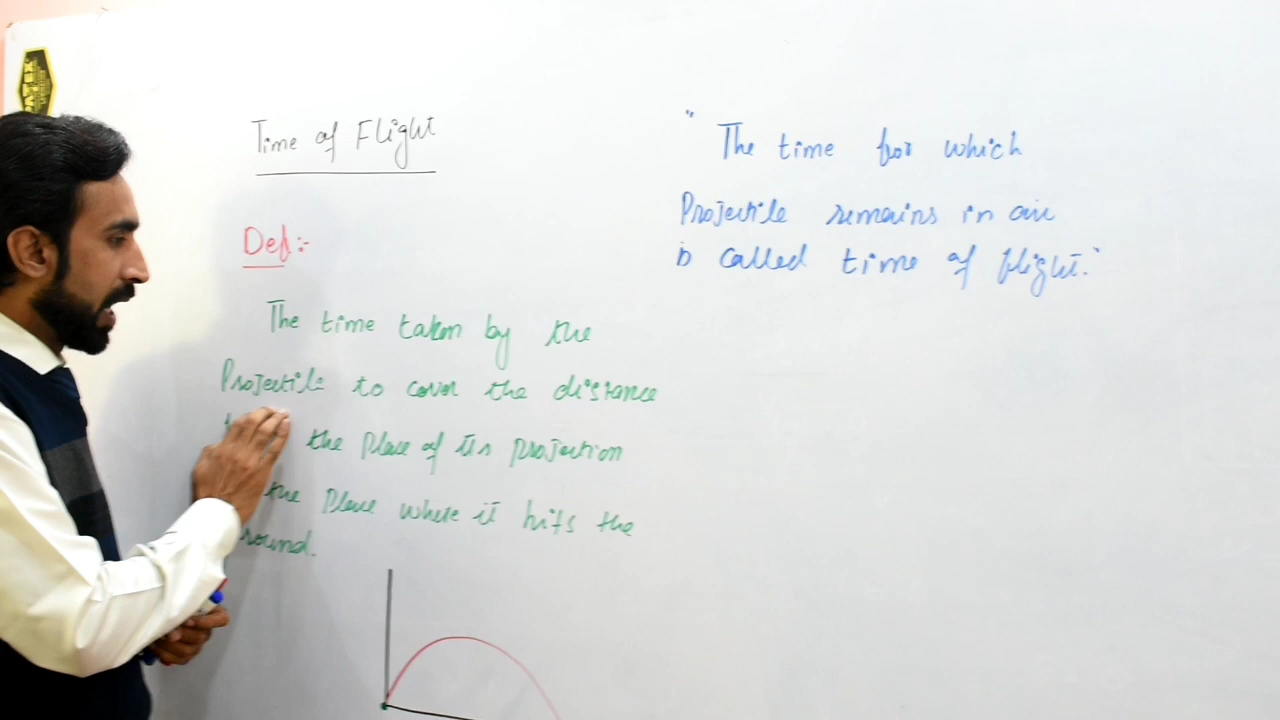 Time of Flight
Def:-
The time taken by the
Projectile to cover the distance
the place of its projection
the place where it hits the
round.
" The time for which
Projectile remains in air
is called time of flight."